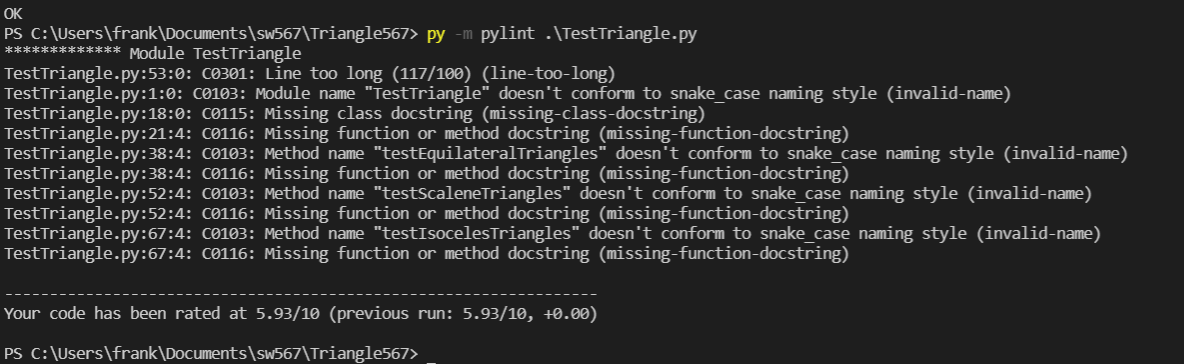 OK
PS C:\Users\frank\Documents\sw567\Triangle567> py -m pylint .\TestTriangle.py
************* Module TestTriangle
TestTriangle.py:53:0: C0301: Line too long (117/100) (line-too-long)
TestTriangle.py:1:0: C0103: Module name "TestTriangle" doesn't conform to snake_case naming style (invalid-name)
TestTriangle.py:18:0: C0115: Missing class docstring (missing-class-docstring)
TestTriangle.py:21:4: C0116: Missing function or method docstring (missing-function-docstring)
TestTriangle.py:38:4: C0103: Method name "testEquilateralTriangles" doesn't conform to snake_case naming style (invalid-name)
TestTriangle.py:38:4: C0116: Missing function or method docstring (missing-function-docstring)
TestTriangle.py:52:4: C0103: Method name "testScaleneTriangles" doesn't conform to snake_case naming style (invalid-name)
TestTriangle.py:52:4: C0116: Missing function or method docstring (missing-function-docstring)
TestTriangle.py:67:4: C0103: Method name "testIsocelesTriangles" doesn't conform to snake_case naming style (invalid-name)
TestTriangle.py:67:4: C0116: Missing function or method docstring (missing-function-docstring)
------------------------------------------------------------------
Your code has been rated at 5.93/10 (previous run: 5.93/10, +0.00)
PS C:\Users\frank\Documents\sw567\Triangle567>